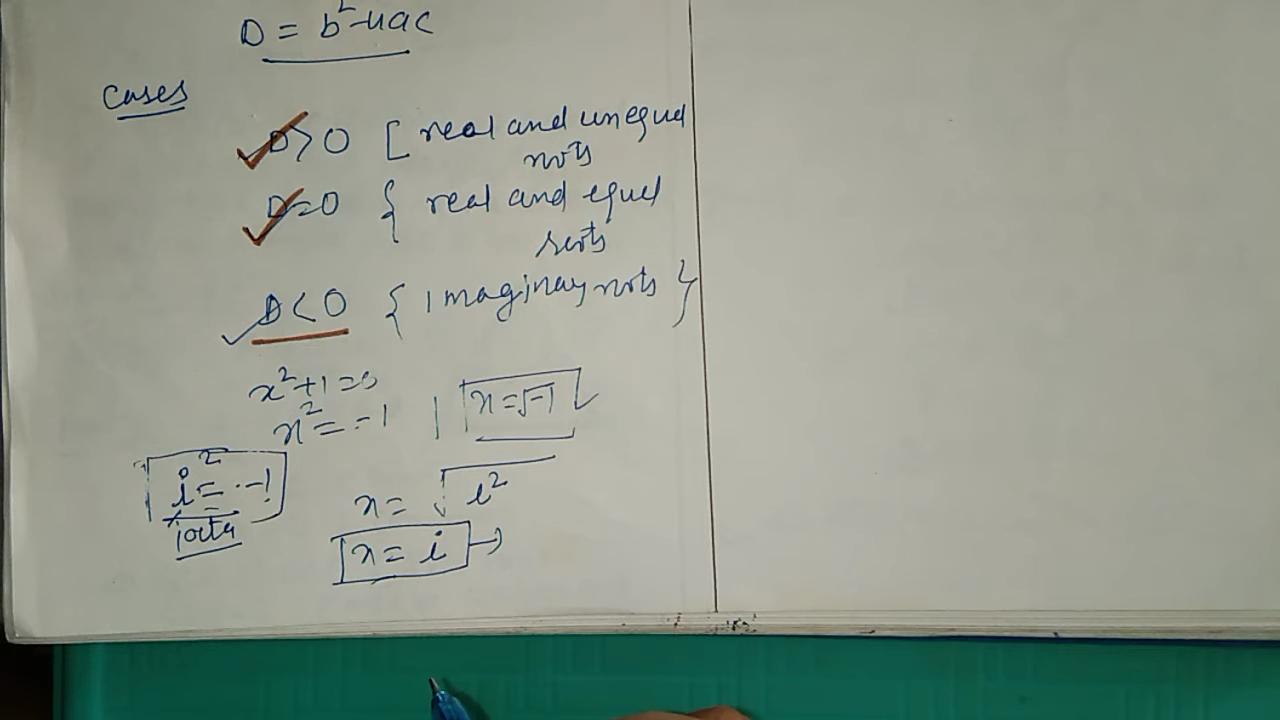 D = b²-4ac
Cases
D>0 [ real and unequal
roots
D=0 { real and equal
roots
D<0 { Imaginary roots }
x²+1=0
x²=-1 | x=√-1
i²=-1
iota
x= √i²
x= i →